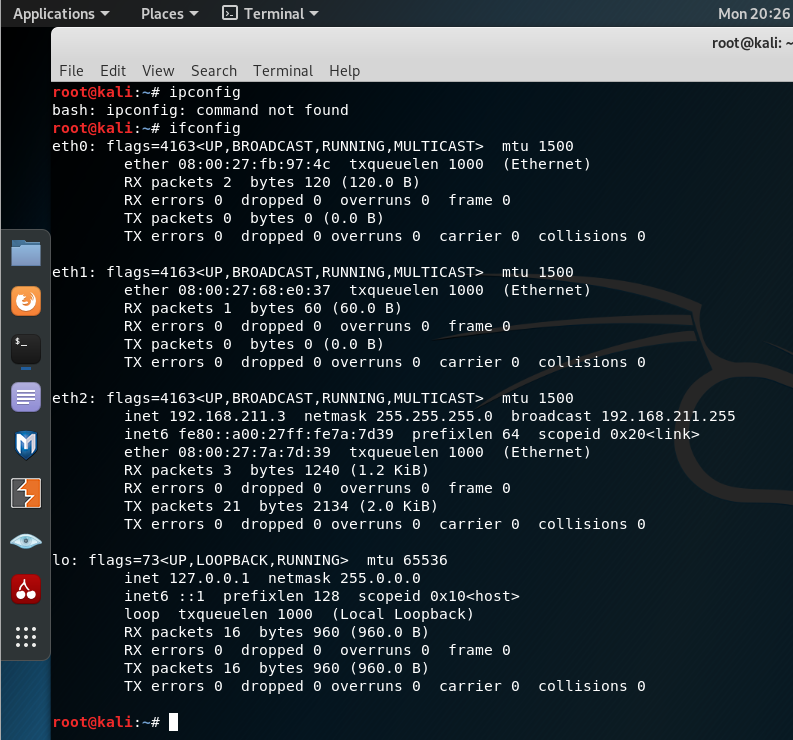 Applications Places Terminal Mon 20:26
root@kali: ~
File Edit View Search Terminal Help
root@kali:~# ipconfig
bash: ipconfig: command not found
root@kali:~# ifconfig
eth0: flags=4163<UP,BROADCAST,RUNNING,MULTICAST>  mtu 1500
        ether 08:00:27:fb:97:4c  txqueuelen 1000  (Ethernet)
        RX packets 2  bytes 120 (120.0 B)
        RX errors 0  dropped 0  overruns 0  frame 0
        TX packets 0  bytes 0 (0.0 B)
        TX errors 0  dropped 0 overruns 0  carrier 0  collisions 0
eth1: flags=4163<UP,BROADCAST,RUNNING,MULTICAST>  mtu 1500
        ether 08:00:27:68:e0:37  txqueuelen 1000  (Ethernet)
        RX packets 1  bytes 60 (60.0 B)
        RX errors 0  dropped 0  overruns 0  frame 0
        TX packets 0  bytes 0 (0.0 B)
        TX errors 0  dropped 0 overruns 0  carrier 0  collisions 0
eth2: flags=4163<UP,BROADCAST,RUNNING,MULTICAST>  mtu 1500
        inet 192.168.211.3  netmask 255.255.255.0  broadcast 192.168.211.255
        inet6 fe80::a00:27ff:fe7a:7d39  prefixlen 64  scopeid 0x20<link>
        ether 08:00:27:7a:7d:39  txqueuelen 1000  (Ethernet)
        RX packets 3  bytes 1240 (1.2 KiB)
        RX errors 0  dropped 0  overruns 0  frame 0
        TX packets 21  bytes 2134 (2.0 KiB)
        TX errors 0  dropped 0 overruns 0  carrier 0  collisions 0
lo: flags=73<UP,LOOPBACK,RUNNING>  mtu 65536
        inet 127.0.0.1  netmask 255.0.0.0
        inet6 ::1  prefixlen 128  scopeid 0x10<host>
        loop  txqueuelen 1000  (Local Loopback)
        RX packets 16  bytes 960 (960.0 B)
        RX errors 0  dropped 0  overruns 0  frame 0
        TX packets 16  bytes 960 (960.0 B)
        TX errors 0  dropped 0 overruns 0  carrier 0  collisions 0
root@kali:~#